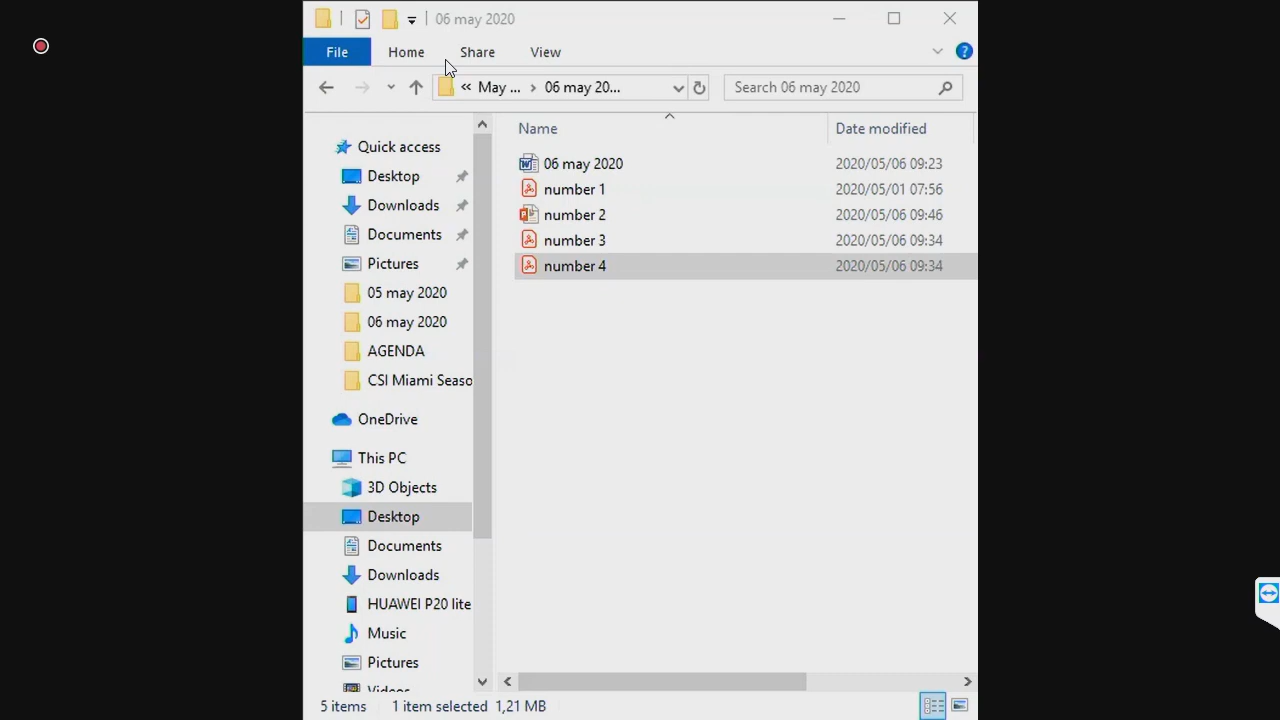 06 may 2020
File Home Share View
« May ... › 06 may 20... Search 06 may 2020
Name Date modified
Quick access
Desktop
Downloads
Documents
Pictures
05 may 2020
06 may 2020
AGENDA
CSI Miami Seaso
OneDrive
This PC
3D Objects
Desktop
Documents
Downloads
HUAWEI P20 lite
Music
Pictures
Videos
06 may 2020 2020/05/06 09:23
number 1 2020/05/01 07:56
number 2 2020/05/06 09:46
number 3 2020/05/06 09:34
number 4 2020/05/06 09:34
5 items 1 item selected 1,21 MB